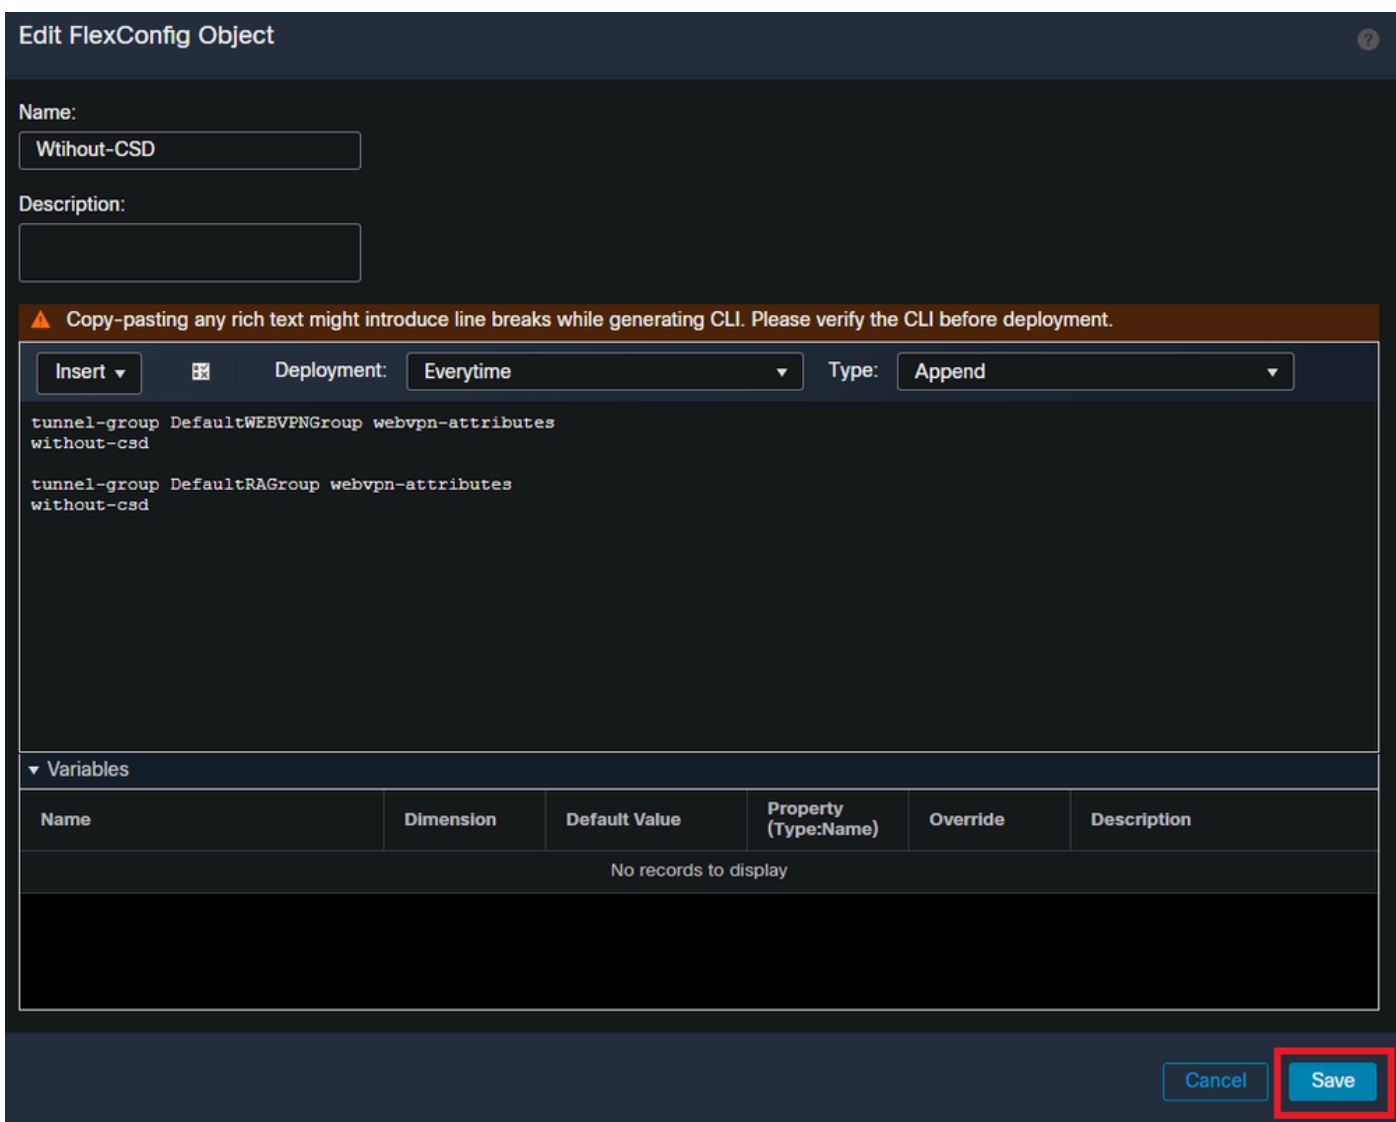 Edit FlexConfig Object
?
Name:
Wtihout-CSD
Description:
Copy-pasting any rich text might introduce line breaks while generating CLI. Please verify the CLI before deployment.
Insert Deployment: Everytime Type: Append
tunnel-group DefaultWEBVPNGroup webvpn-attributes
without-csd
tunnel-group DefaultRAGroup webvpn-attributes
without-csd
Variables
Name Dimension Default Value Property (Type:Name) Override Description
No records to display
Cancel Save